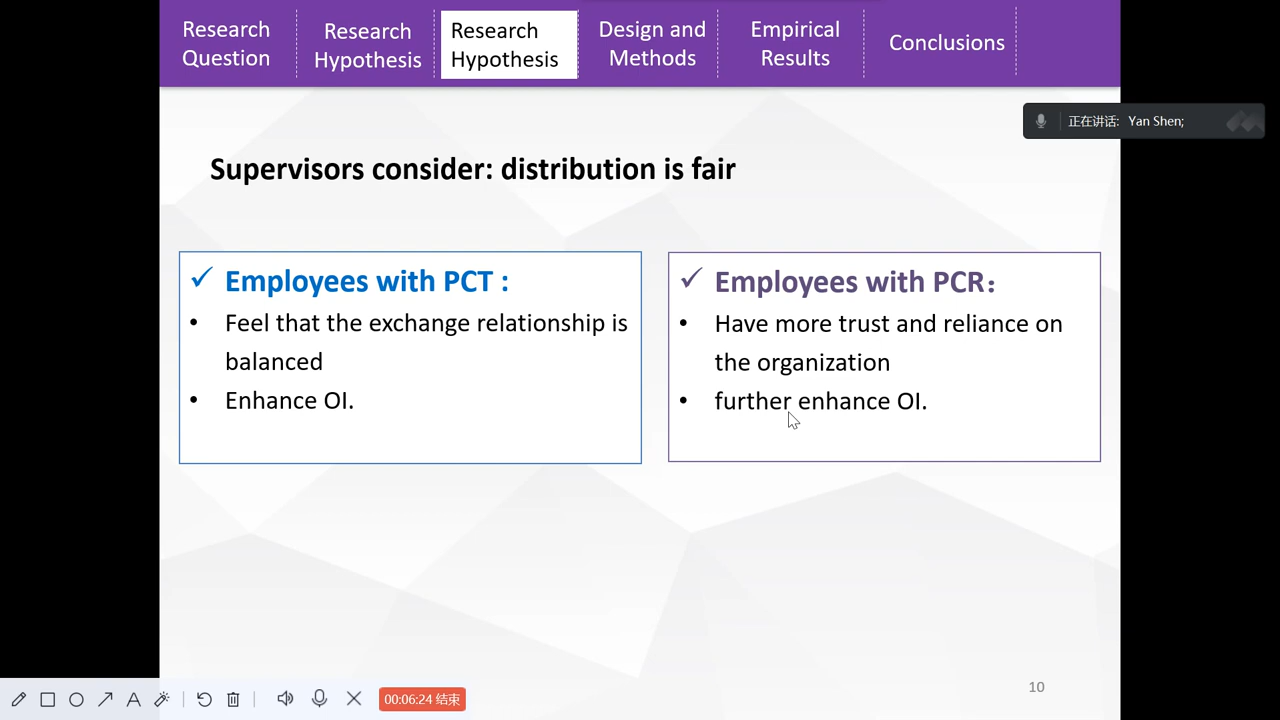 Research
Question
Research
Hypothesis
Research
Hypothesis
Design and
Methods
Empirical
Results
Conclusions
正在讲话: Yan Shen;
Supervisors consider: distribution is fair
✓ Employees with PCT :
• Feel that the exchange relationship is
balanced
• Enhance OI.
✓ Employees with PCR：
• Have more trust and reliance on
the organization
• further enhance OI.
10
00:06:24 结束